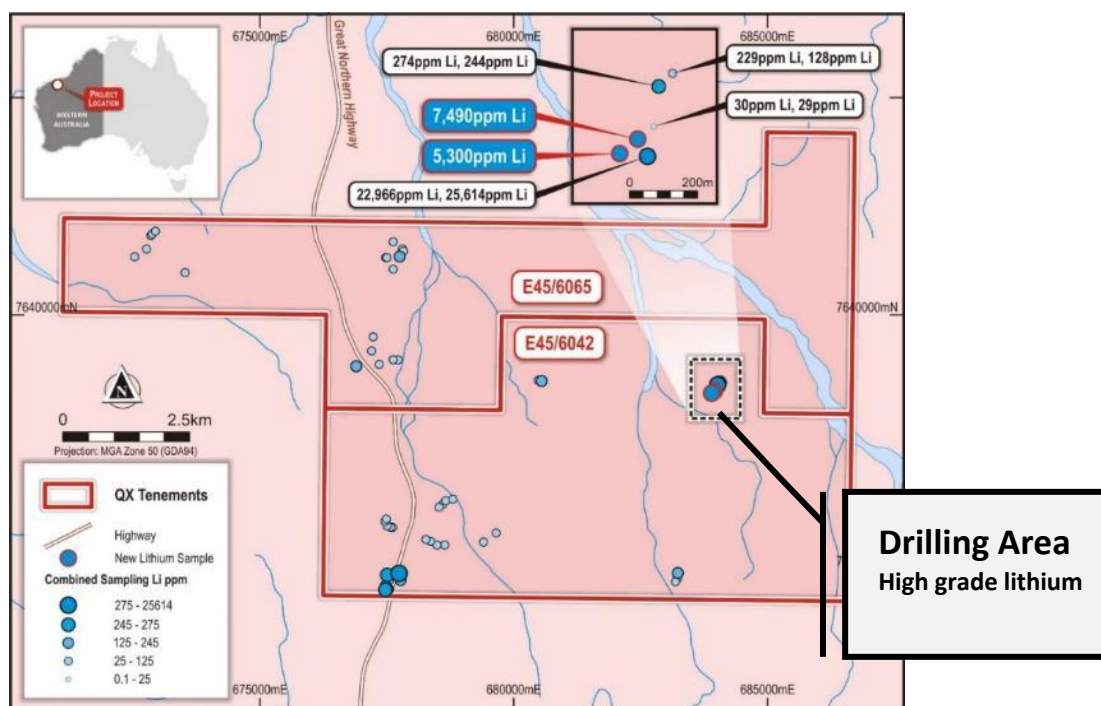 675000mE
680000mE
685000mE
Great Northern Highway
PROJECT
LOCATION
WESTERN
AUSTRALIA
274ppm Li, 244ppm Li
229ppm Li, 128ppm Li
7,490ppm Li
30ppm Li, 29ppm Li
5,300ppm Li
22,966ppm Li, 25,614ppm Li
0 200m
E45/6065
7640000mN
7640000mN
E45/6042
N
0 2.5km
Projection: MGA Zone 50 (GDA94)
QX Tenements
Highway
New Lithium Sample
Combined Sampling Li ppm
275 - 25614
245 - 275
125 - 245
25 - 125
0.1 - 25
Drilling Area
High grade lithium
675000mE
680000mE
685000mE